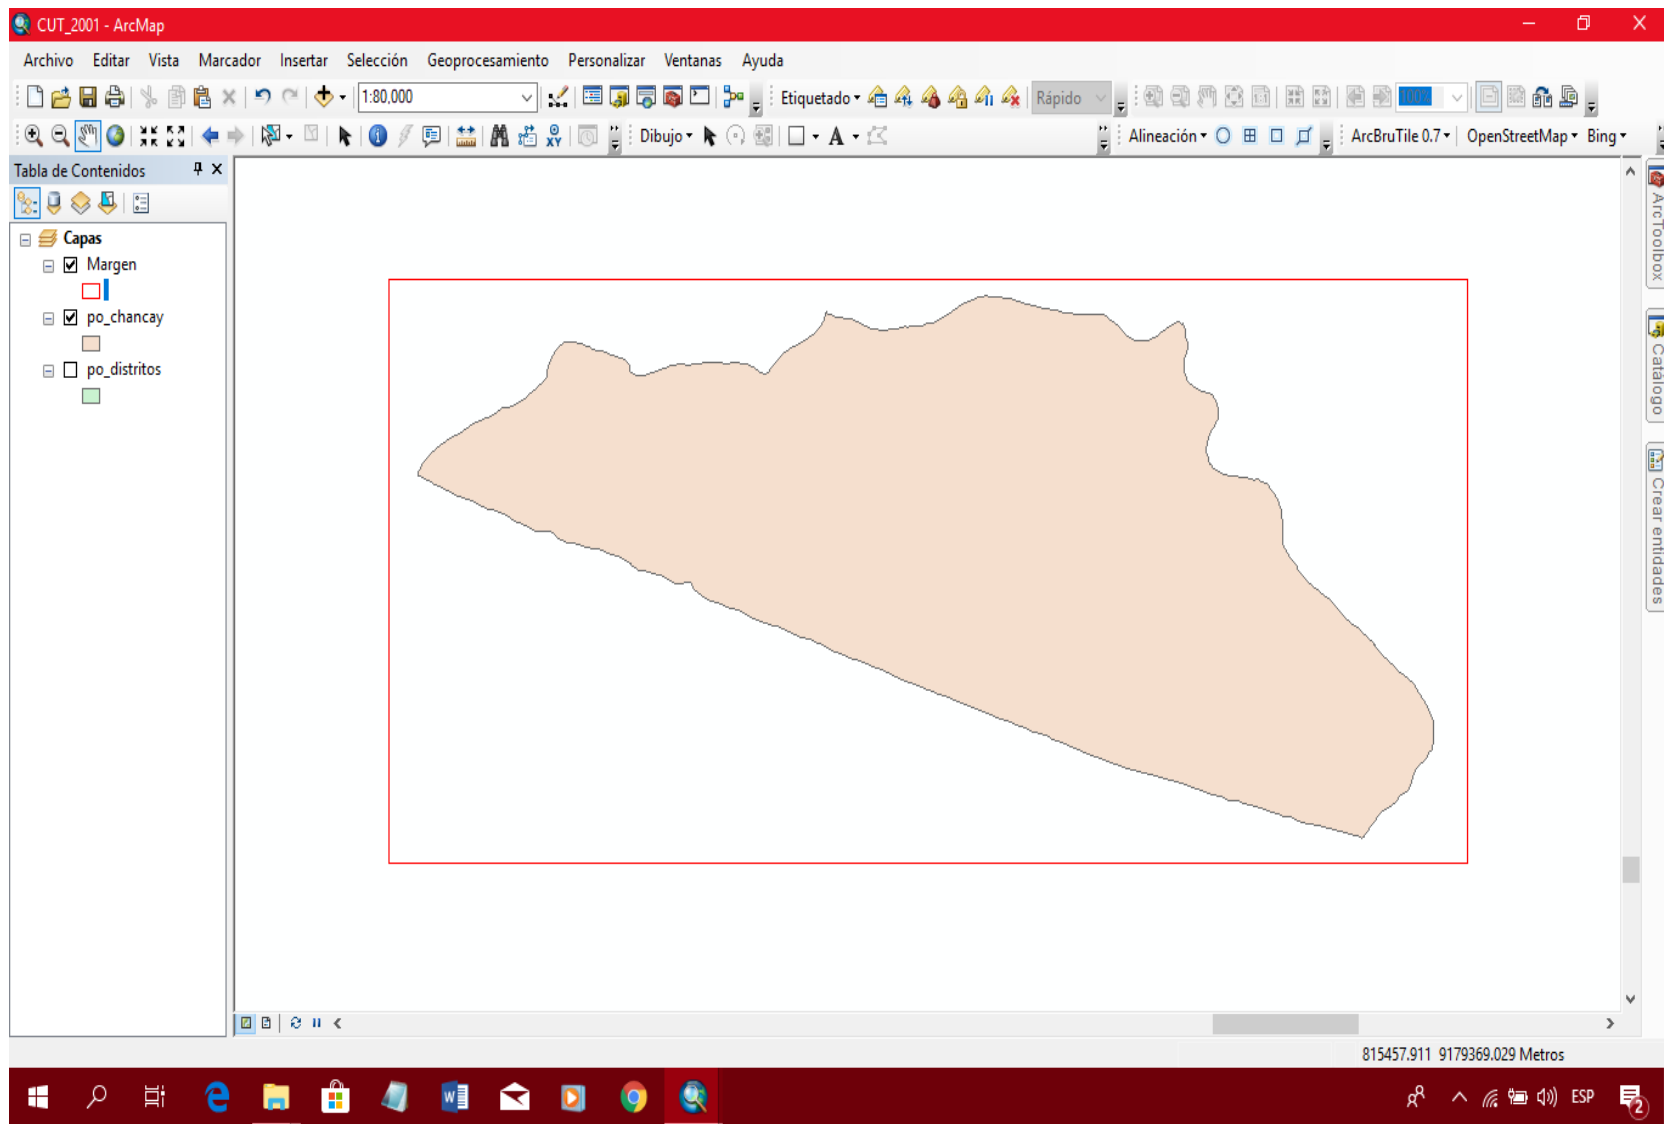 CUT_2001 - ArcMap
Archivo Editar Vista Marcador Insertar Selección Geoprocesamiento Personalizar Ventanas Ayuda
1:80,000 Etiquetado Rápido 100%
Dibujo A Alineación ArcBruTile 0.7 OpenStreetMap Bing
Tabla de Contenidos
Capas
Margen
po_chancay
po_distritos
ArcToolbox
Catálogo
Crear entidades
815457.911 9179369.029 Metros
ESP
2